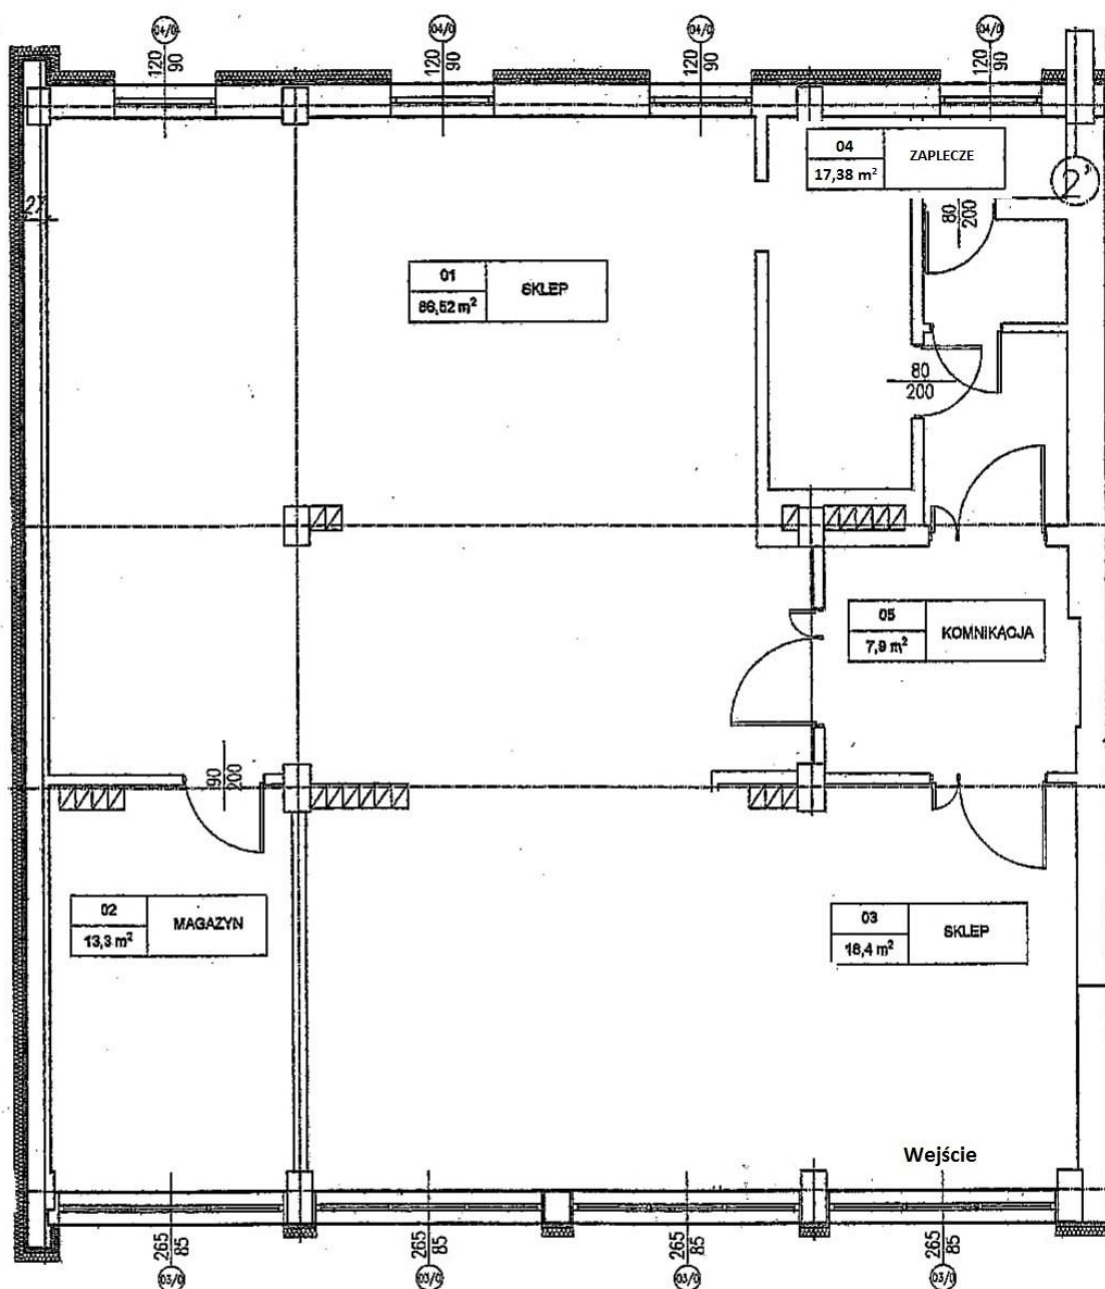 04/0 04/0 04/0 04/0
120 90 120 90 120 90 120 90
04 ZAPLECZE
17,38 m²
2'
27
80
200
01 SKLEP
86,52 m²
80
200
05 KOMNIKACJA
7,9 m²
90
200
02 MAGAZYN
13,3 m²
03 SKLEP
18,4 m²
Wejście
265 85 265 85 265 85 265 85
03/0 03/0 03/0 03/0